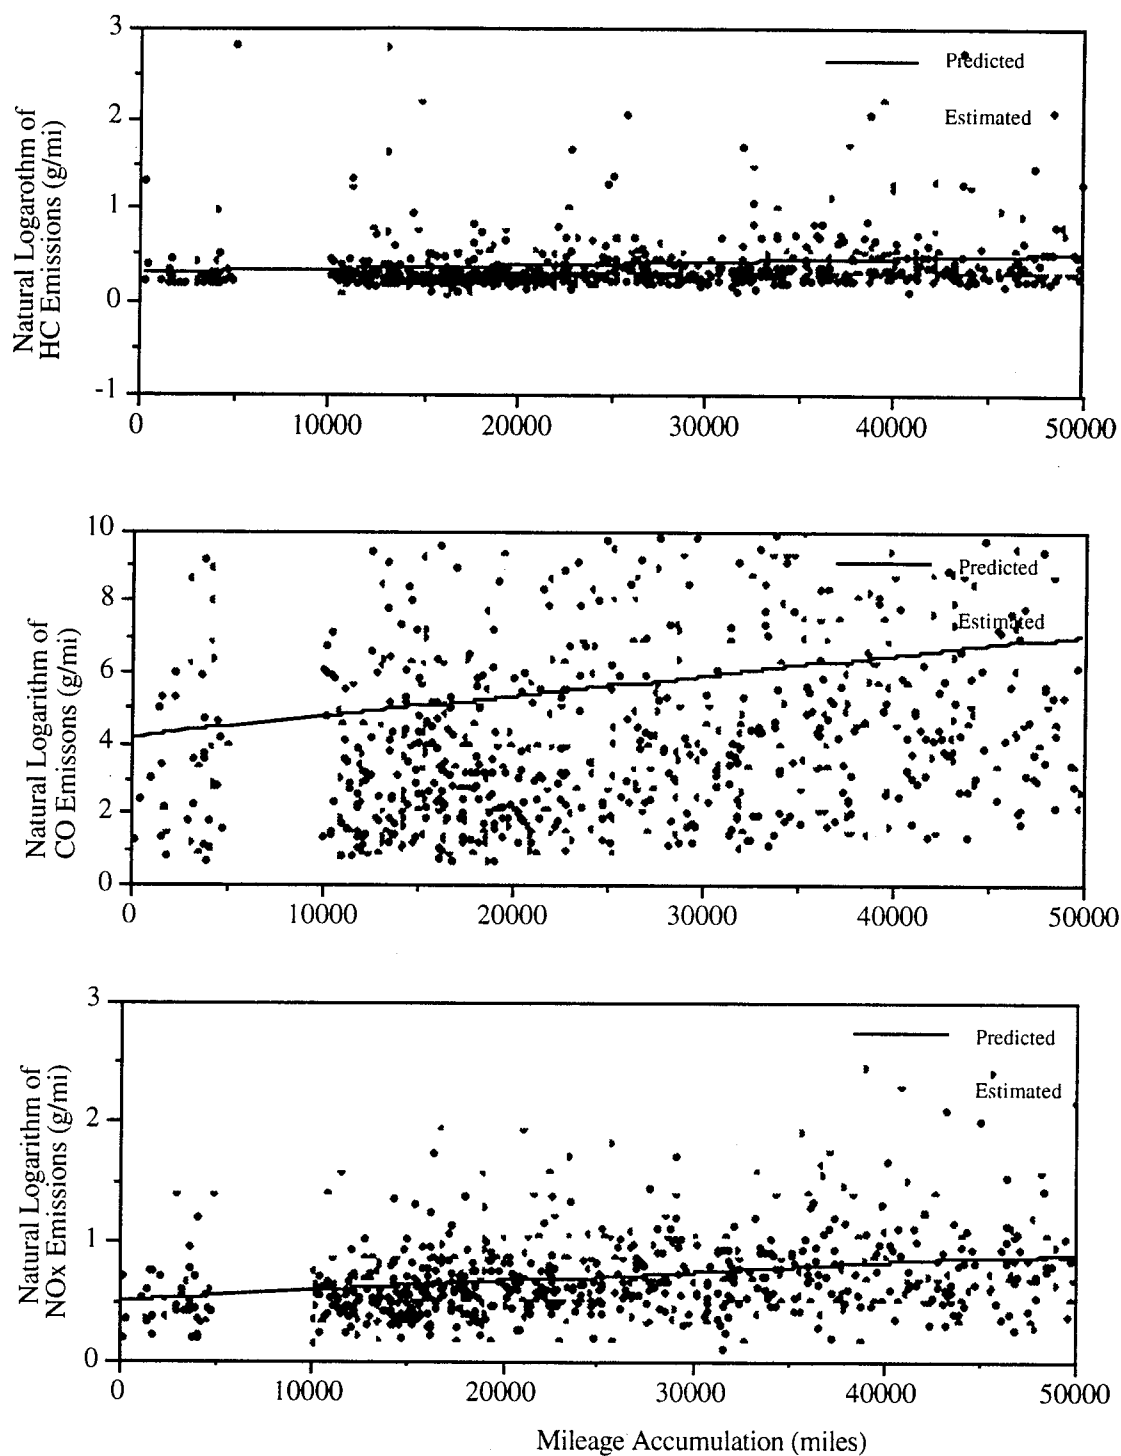 3
Predicted
2
Estimated
1
0
-1
Natural Logarothm of
HC Emissions (g/mi)
0 10000 20000 30000 40000 50000
10
Predicted
8
Estimated
6
4
2
0
Natural Logarithm of
CO Emissons (g/mi)
0 10000 20000 30000 40000 50000
3
Predicted
Estimated
2
1
0
Natural Logarithm of
NOx Emissions (g/mi)
0 10000 20000 30000 40000 50000
Mileage Accumulation (miles)